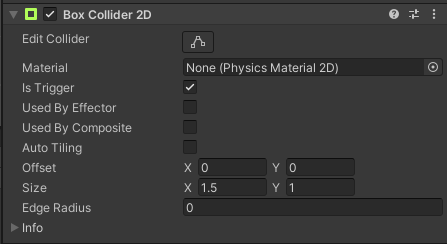 Box Collider 2D
Edit Collider
Material None (Physics Material 2D)
Is Trigger
Used By Effector
Used By Composite
Auto Tiling
Offset X 0 Y 0
Size X 1.5 Y 1
Edge Radius 0
Info